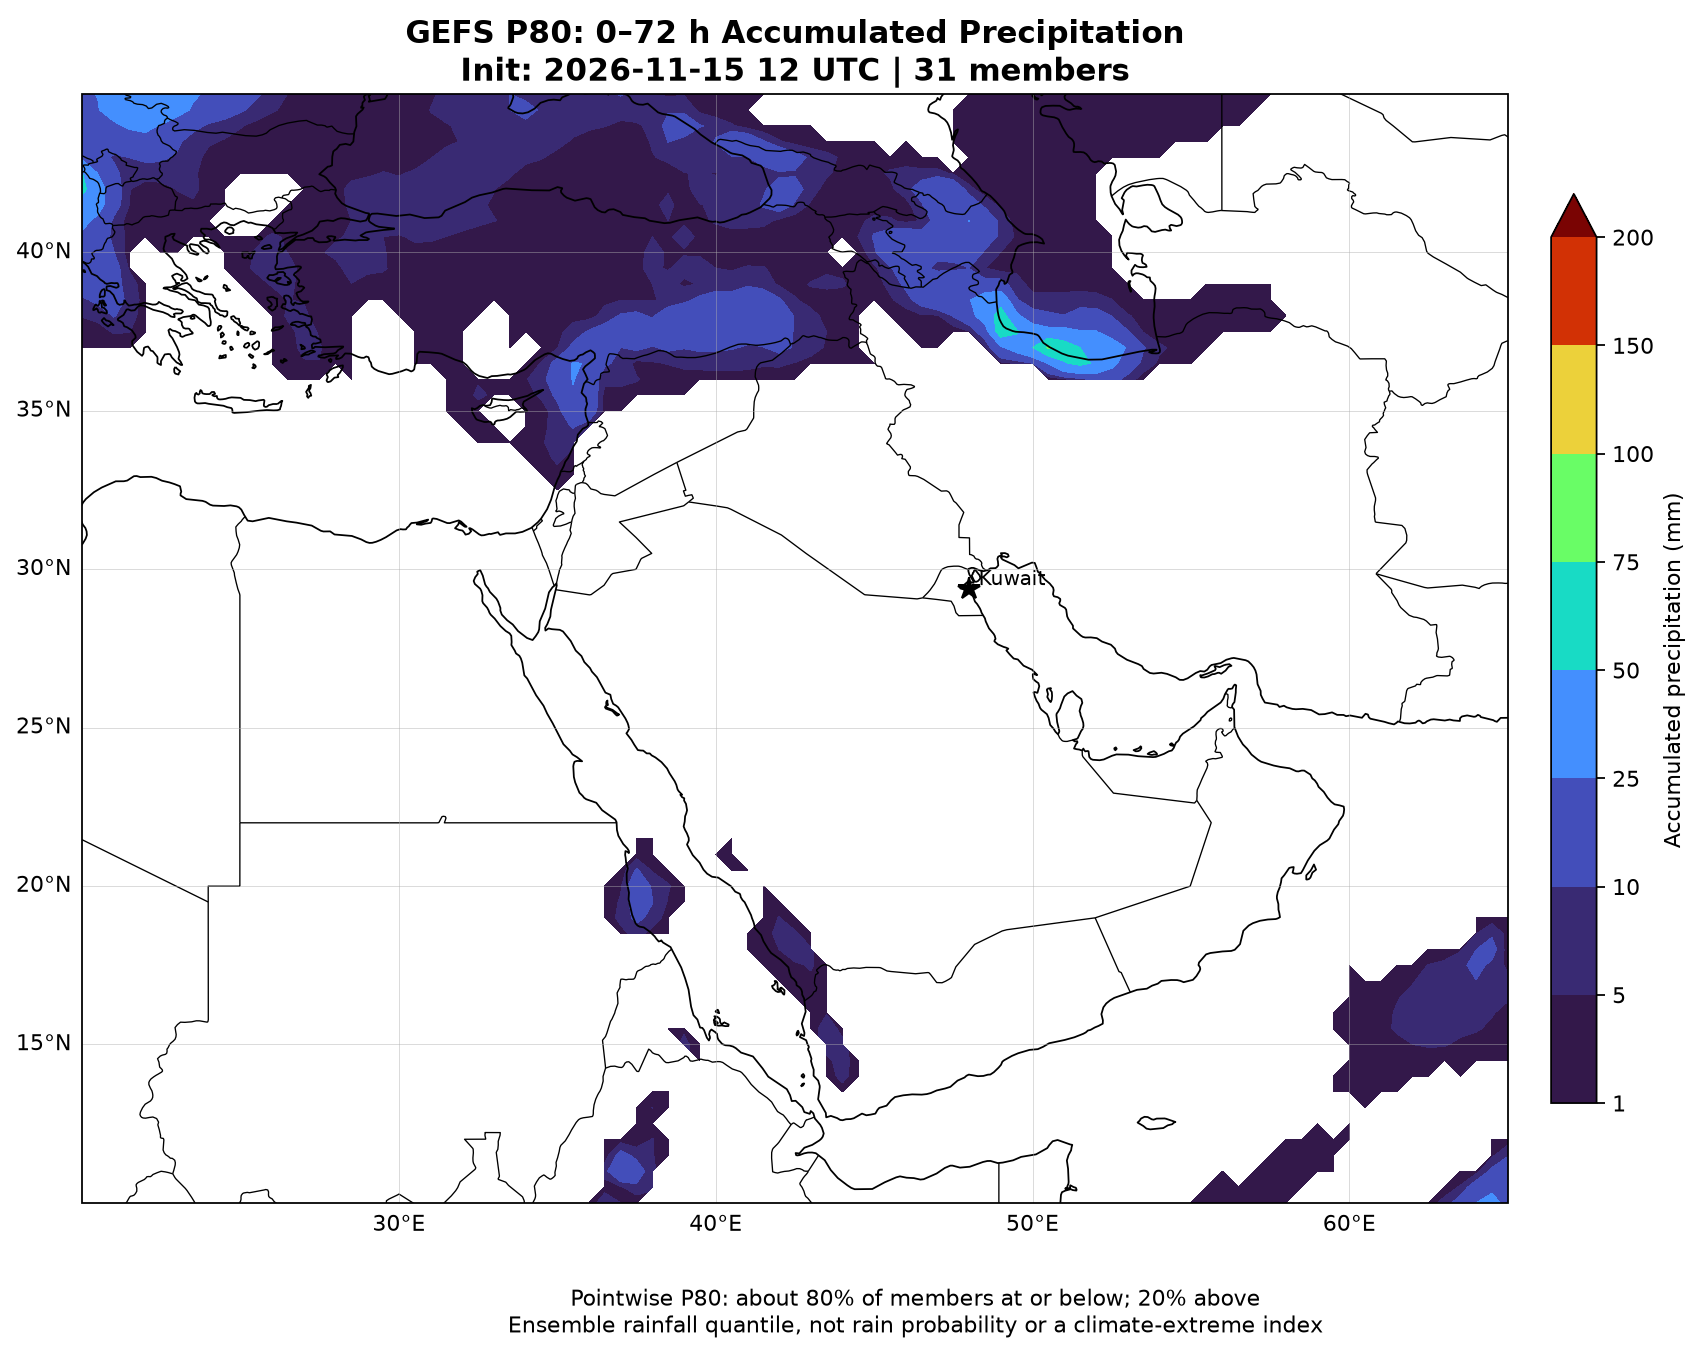 GEFS P80: 0–72 h Accumulated Precipitation
Init: 2026-11-15 12 UTC | 31 members
40°N
35°N
30°N
25°N
20°N
15°N
Kuwait
30°E
40°E
50°E
60°E
200
150
100
75
50
25
10
5
1
Accumulated precipitation (mm)
Pointwise P80: about 80% of members at or below; 20% above
Ensemble rainfall quantile, not rain probability or a climate-extreme index